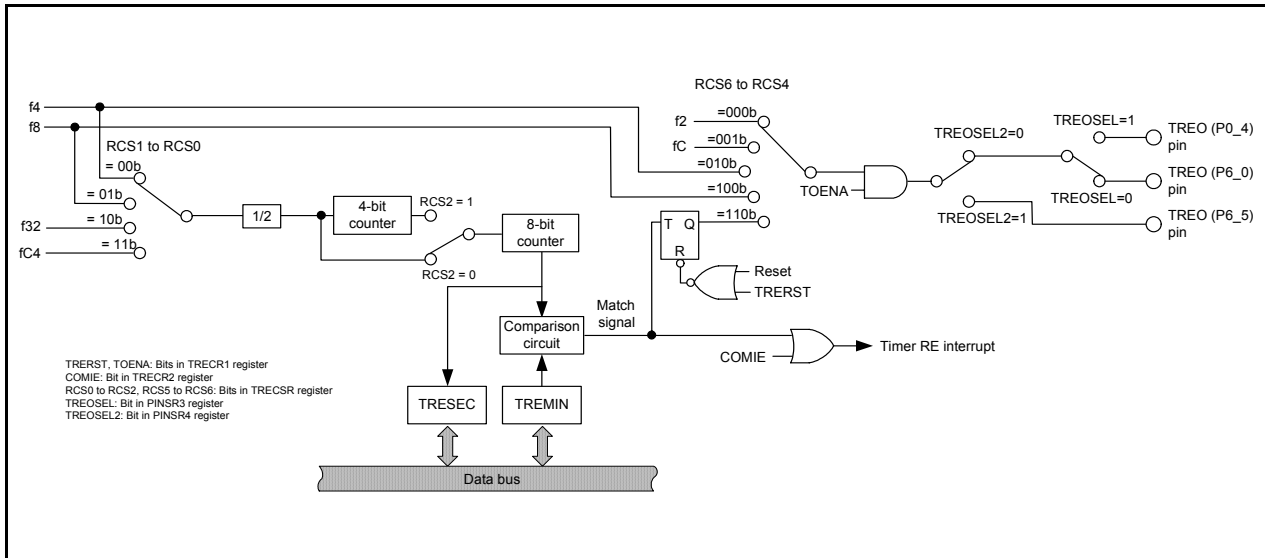 RCS6 to RCS4
f4
f8
f2
=000b
fC
=001b
=010b
=100b
=110b
TOENA
TREOSEL2=0
TREOSEL2=1
TREOSEL=1
TREOSEL=0
TREO (P0_4)
pin
TREO (P6_0)
pin
TREO (P6_5)
pin
RCS1 to RCS0
= 00b
= 01b
f32
= 10b
fC4
= 11b
1/2
4-bit
counter
RCS2 = 1
RCS2 = 0
8-bit
counter
T Q
R
Reset
TRERST
Match
signal
Comparison
circuit
COMIE
Timer RE interrupt
TRERST, TOENA: Bits in TRECR1 register
COMIE: Bit in TRECR2 register
RCS0 to RCS2, RCS5 to RCS6: Bits in TRECSR register
TREOSEL: Bit in PINSR3 register
TREOSEL2: Bit in PINSR4 register
TRESEC
TREMIN
Data bus